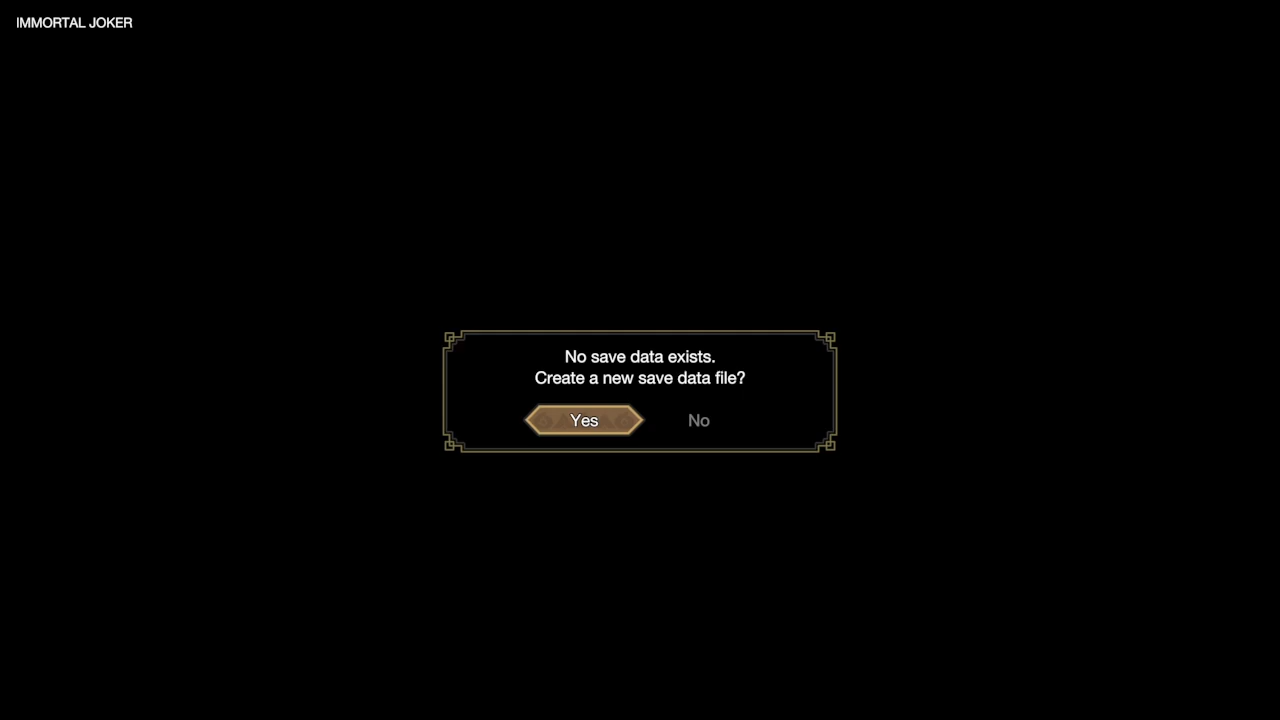 IMMORTAL JOKER
No save data exists.
Create a new save data file?
Yes No